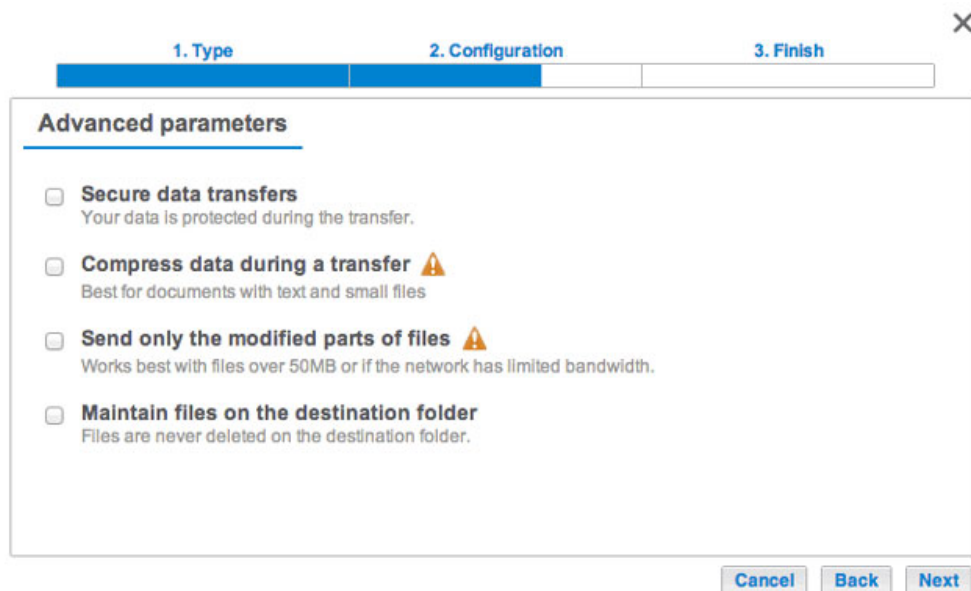 1. Type 2. Configuration 3. Finish
Advanced parameters
Secure data transfers
Your data is protected during the transfer.
Compress data during a transfer
Best for documents with text and small files
Send only the modified parts of files
Works best with files over 50MB or if the network has limited bandwidth.
Maintain files on the destination folder
Files are never deleted on the destination folder.
Cancel Back Next